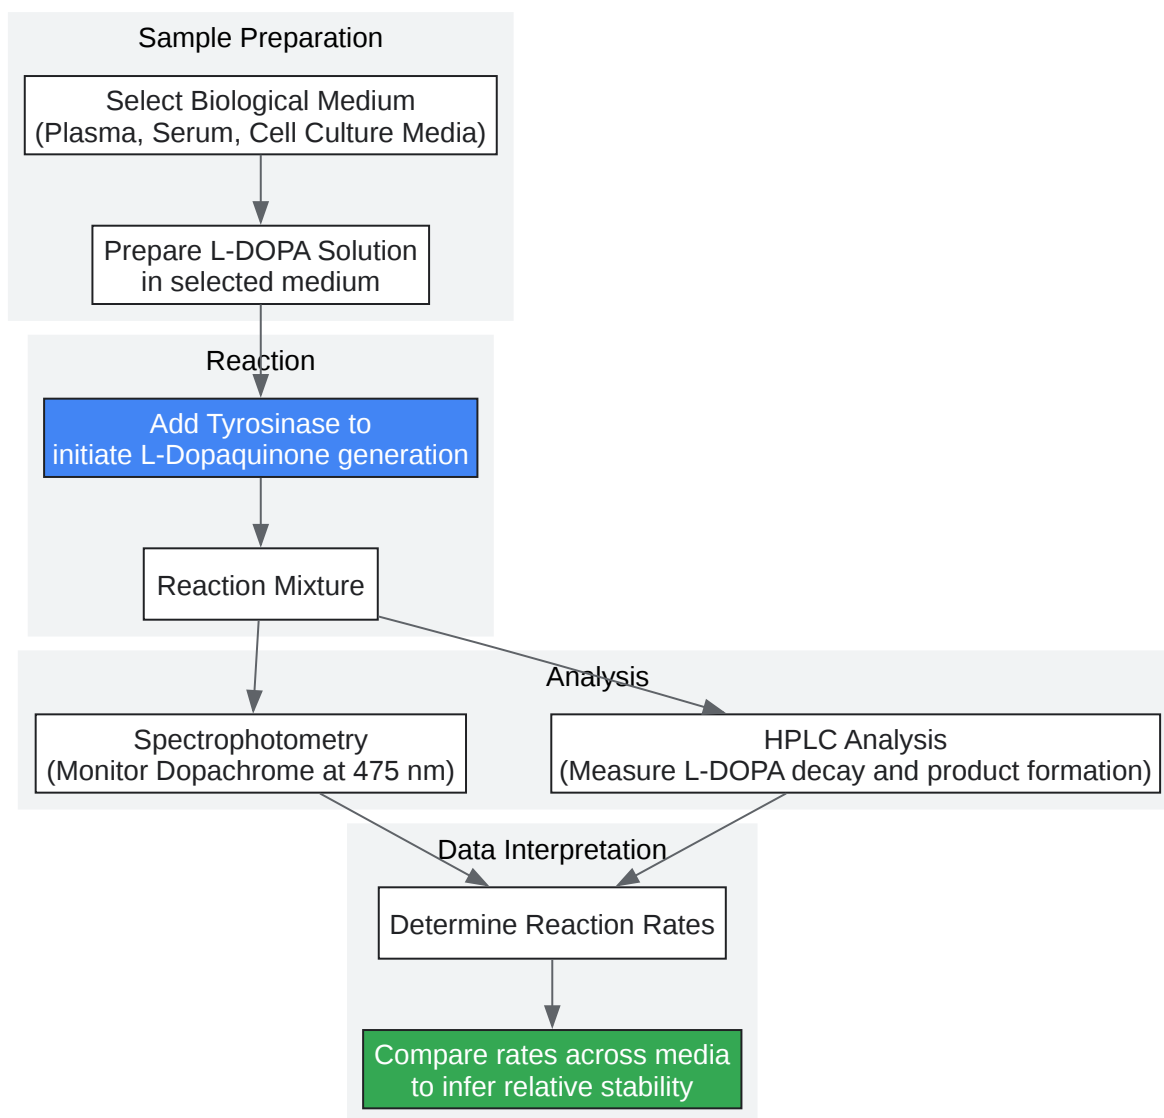 Sample Preparation
Select Biological Medium
(Plasma, Serum, Cell Culture Media)
Prepare L-DOPA Solution
in selected medium
Reaction
Add Tyrosinase to
initiate L-Dopaquinone generation
Reaction Mixture
Analysis
Spectrophotometry
(Monitor Dopachrome at 475 nm)
HPLC Analysis
(Measure L-DOPA decay and product formation)
Data Interpretation
Determine Reaction Rates
Compare rates across media
to infer relative stability